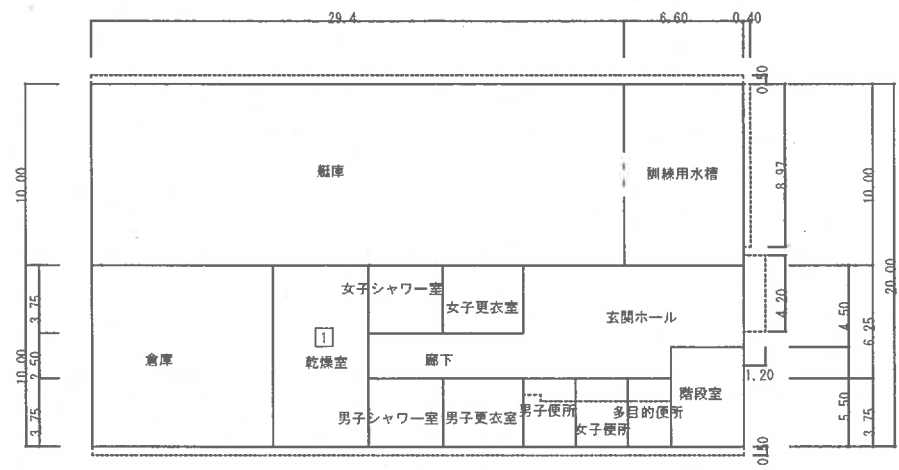 29.4
6.60
0.40
0.50
10.00
艇庫
訓練用水槽
8.97
10.00
20.00
3.75
女子シャワー室
女子更衣室
玄関ホール
4.20
4.50
6.25
10.00
2.50
倉庫
1
乾燥室
廊下
1.20
階段室
3.75
男子シャワー室
男子更衣室
男子便所
多目的便所
女子便所
5.50
3.75
0.50